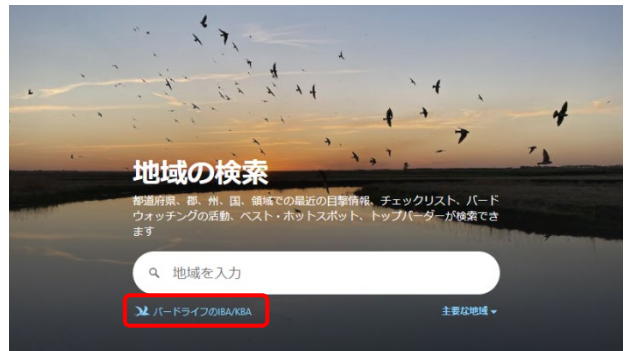 地域の検索
都道府県、郡、州、国、領域での最近の目撃情報、チェックリスト、バード
ウォッチングの活動、ベスト・ホットスポット、トップバーダーが検索でき
ます
地域を入力
バードライフのIBA/KBA
主要な地域